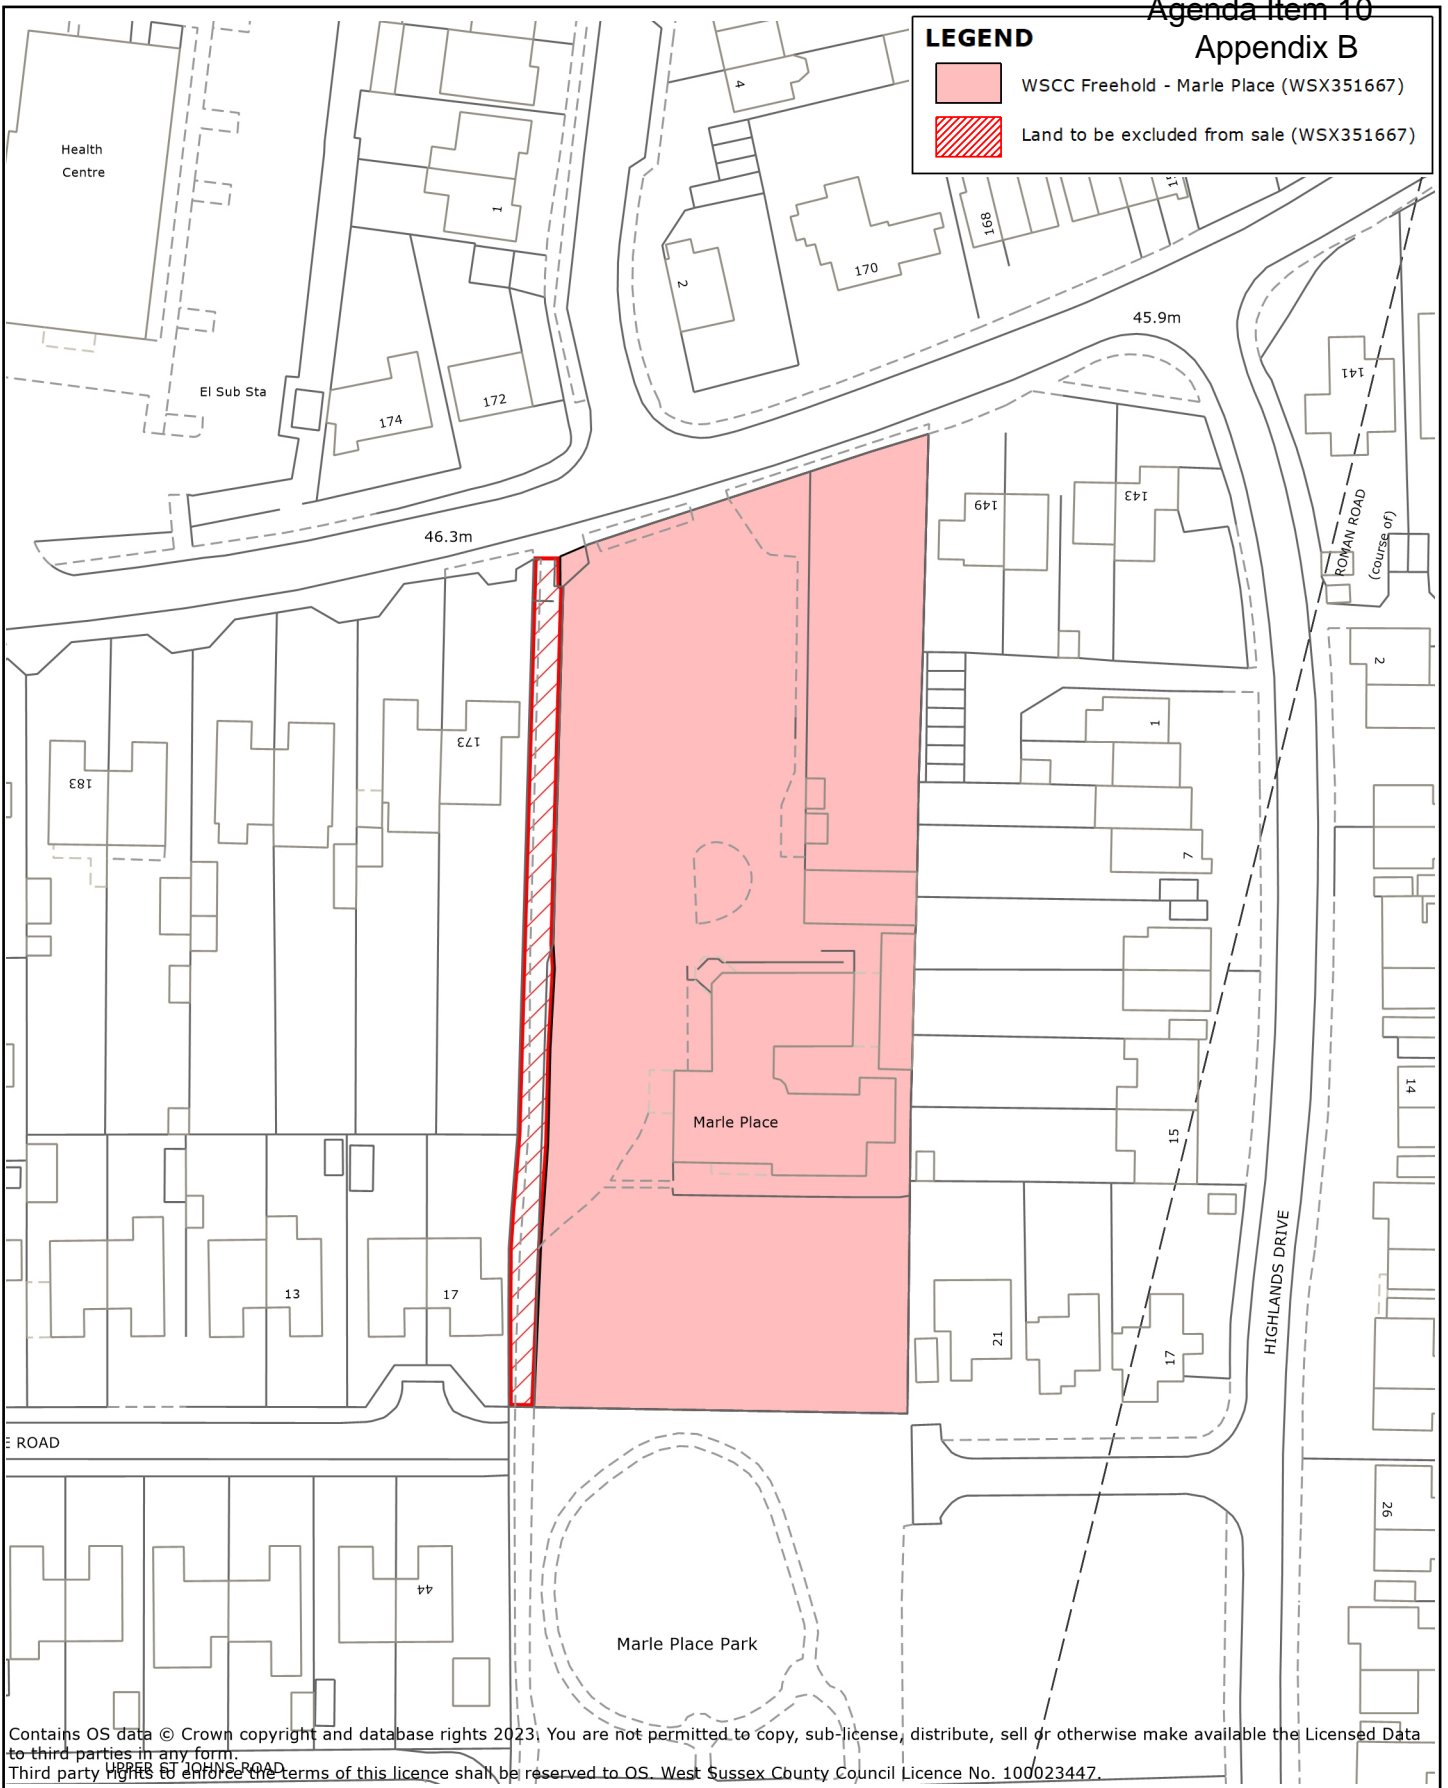 Agenda Item 10
Appendix B
LEGEND
WSCC Freehold - Marle Place (WSX351667)
Land to be excluded from sale (WSX351667)
Health
Centre
El Sub Sta
1
4
2
170
168
174
172
45.9m
46.3m
141
149
143
ROMAN ROAD
(course of)
2
1
7
183
173
Marle Place
15
14
13
17
21
17
HIGHLANDS DRIVE
E ROAD
26
44
Marle Place Park
Contains OS data © Crown copyright and database rights 2023. You are not permitted to copy, sub-license, distribute, sell or otherwise make available the Licensed Data
to third parties in any form.
UPPER ST JOHNS ROAD
Third party rights to enforce the terms of this licence shall be reserved to OS. West Sussex County Council Licence No. 100023447.